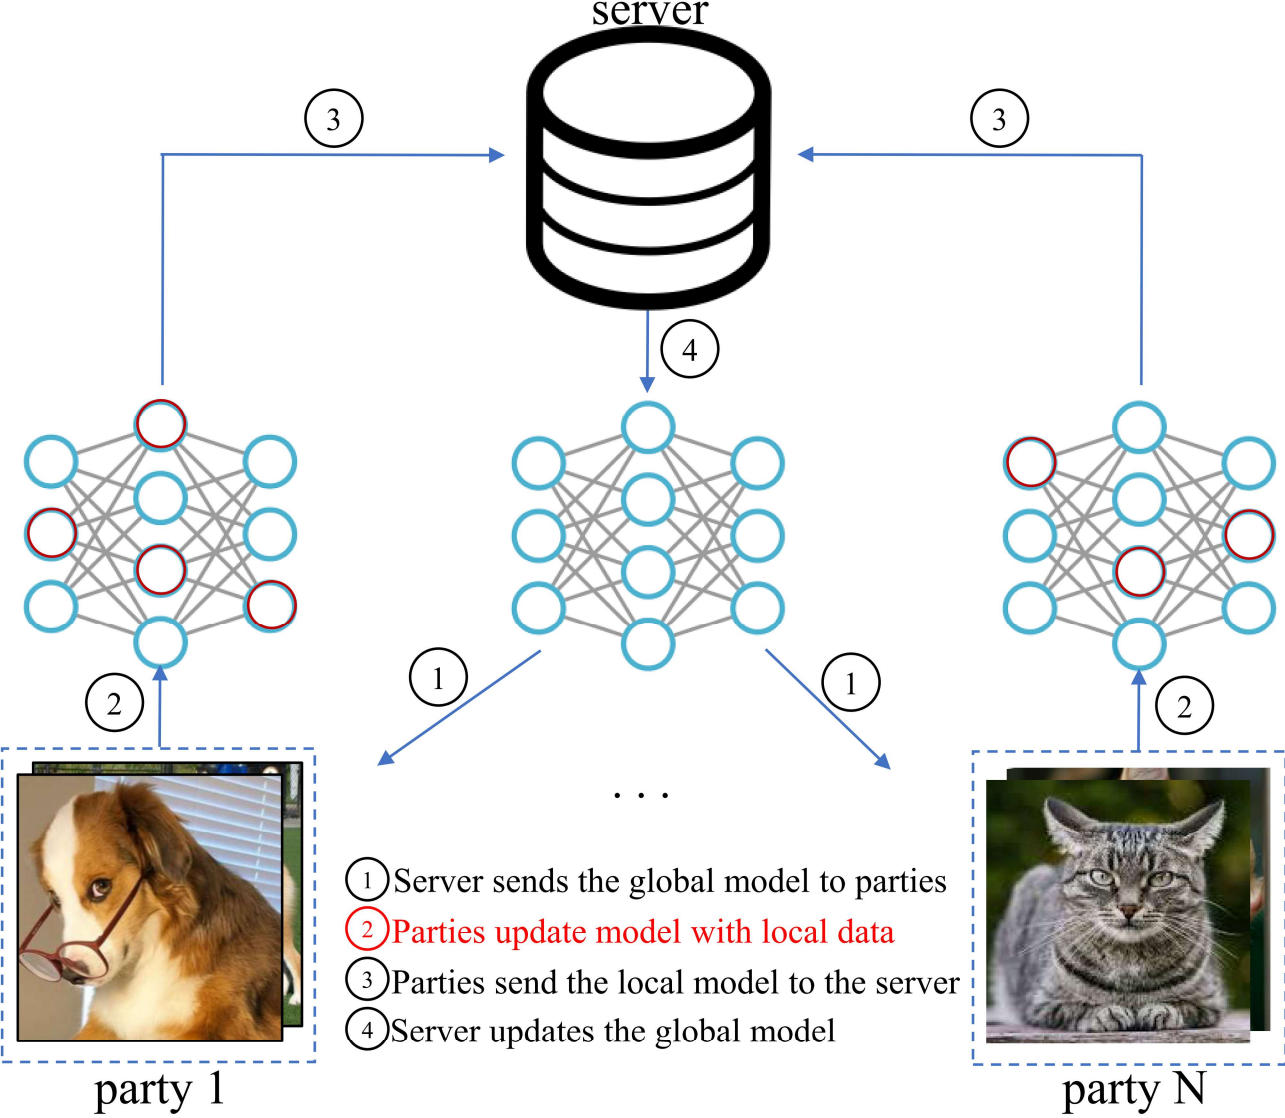 server
3
3
4
1
1
2
2
. . .
1 Server sends the global model to parties
2 Parties update model with local data
3 Parties send the local model to the server
4 Server updates the global model
party 1
party N